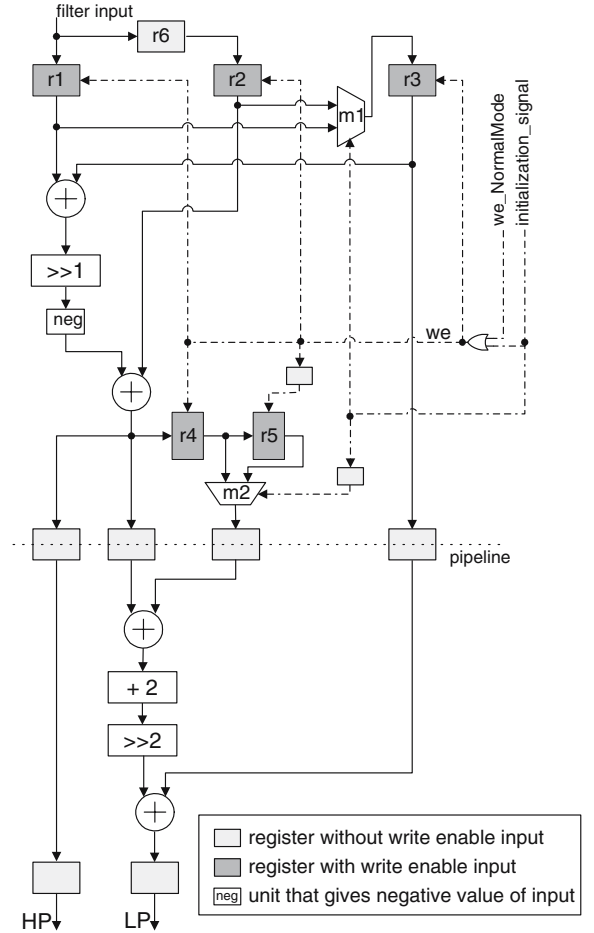 filter input
r6
r1
r2
r3
m1
we_NormalMode
initialization_signal
+
>>1
neg
we
+
r4
r5
m2
pipeline
+
+ 2
>>2
+
register without write enable input
register with write enable input
neg unit that gives negative value of input
HP
LP